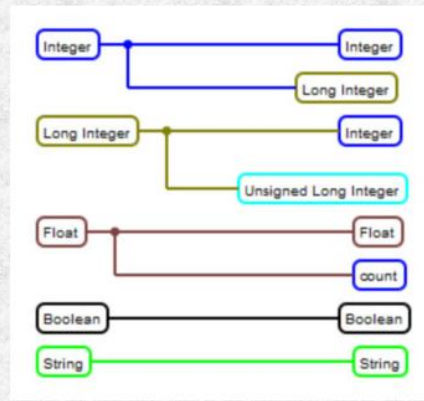 Integer Integer
Long Integer
Long Integer Integer
Unsigned Long Integer
Float Float
count
Boolean Boolean
String String